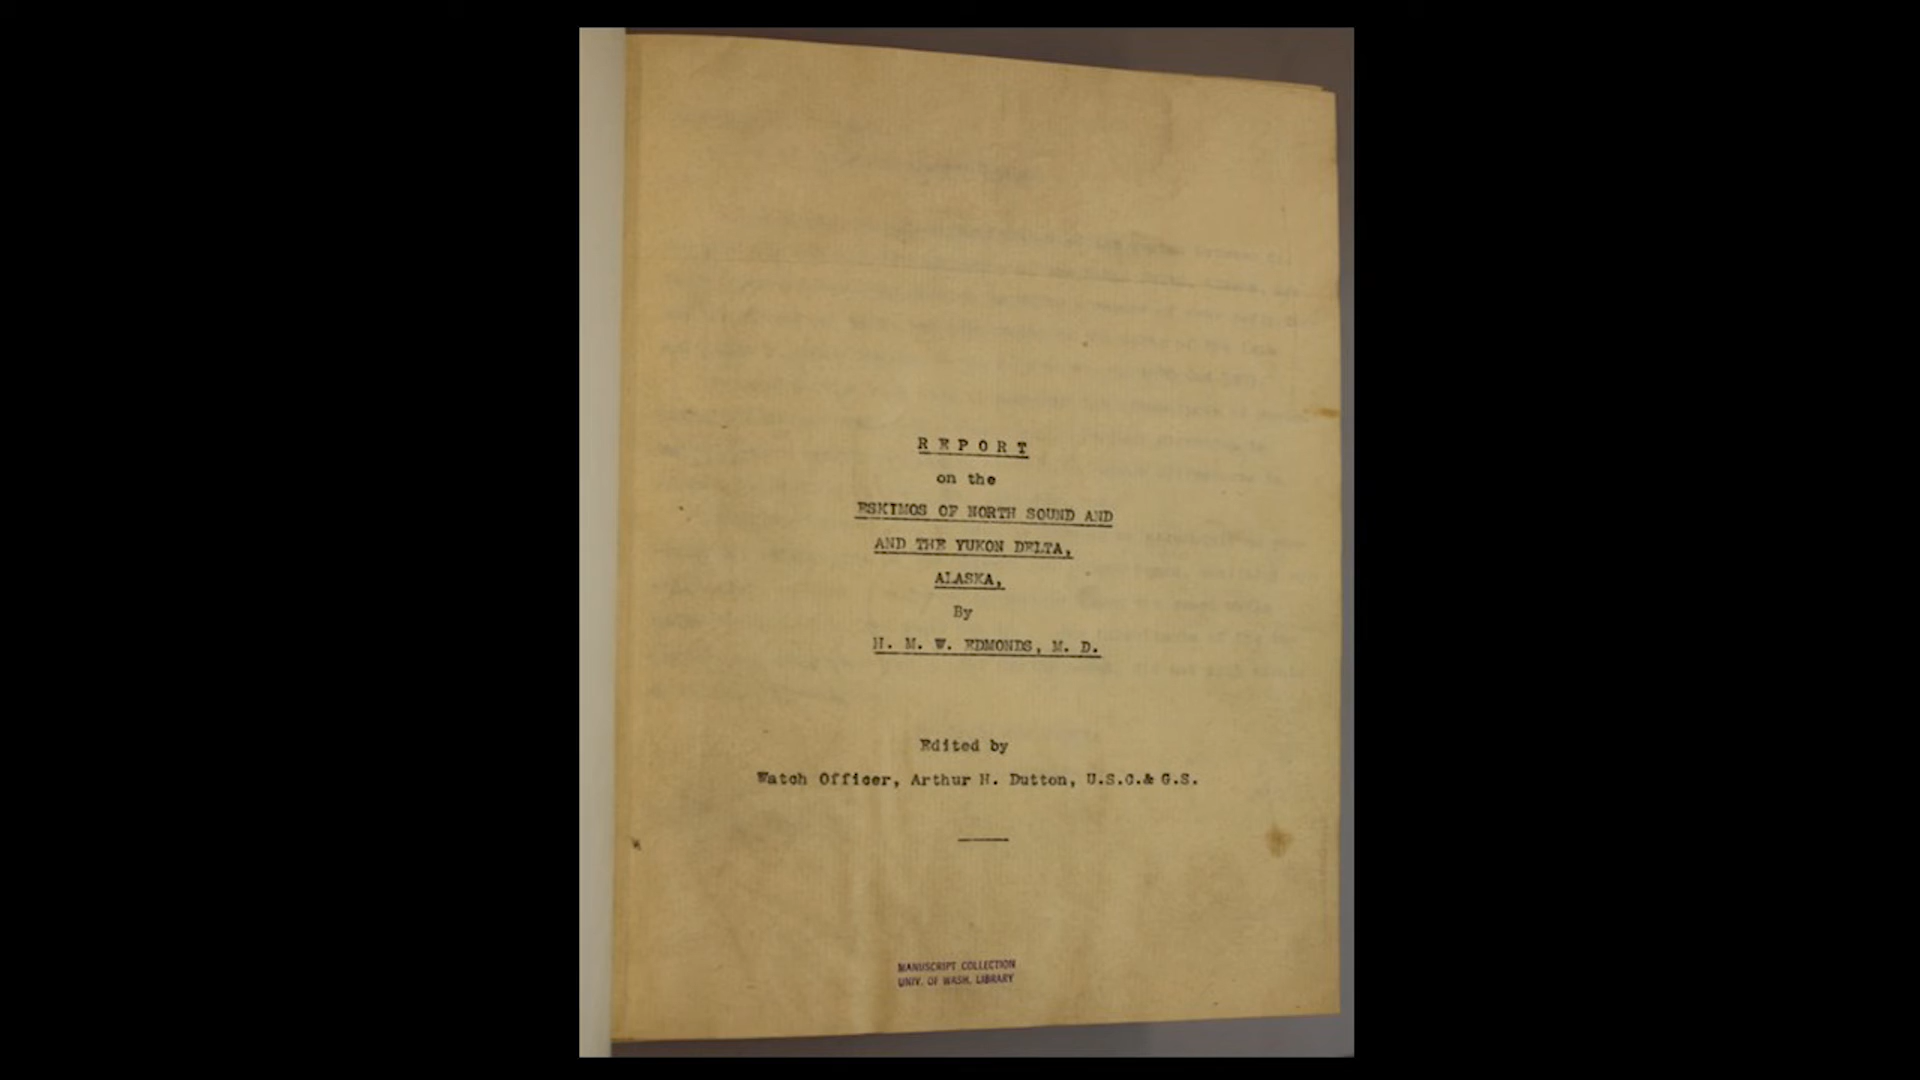 REPORT
on the
ESKIMOS OF NORTH SOUND AND
AND THE YUKON DELTA,
ALASKA,
By
H. M. W. EDMONDS, M. D.
Edited by
Watch Officer, Arthur H. Dutton, U.S.C.& G.S.
MANUSCRIPT COLLECTION
UNIV. OF WASH. LIBRARY